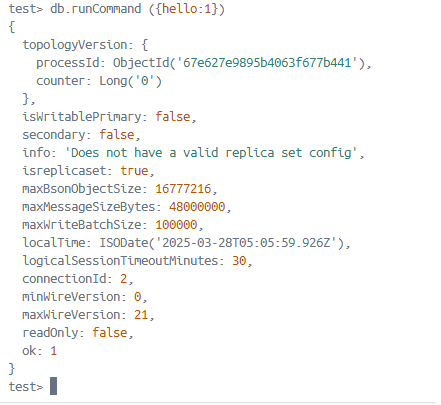 test> db.runCommand ({hello:1})
{
  topologyVersion: {
    processId: ObjectId('67e627e9895b4063f677b441'),
    counter: Long('0')
  },
  isWritablePrimary: false,
  secondary: false,
  info: 'Does not have a valid replica set config',
  isreplicaset: true,
  maxBsonObjectSize: 16777216,
  maxMessageSizeBytes: 48000000,
  maxWriteBatchSize: 100000,
  localTime: ISODate('2025-03-28T05:05:59.926Z'),
  logicalSessionTimeoutMinutes: 30,
  connectionId: 2,
  minWireVersion: 0,
  maxWireVersion: 21,
  readOnly: false,
  ok: 1
}
test>